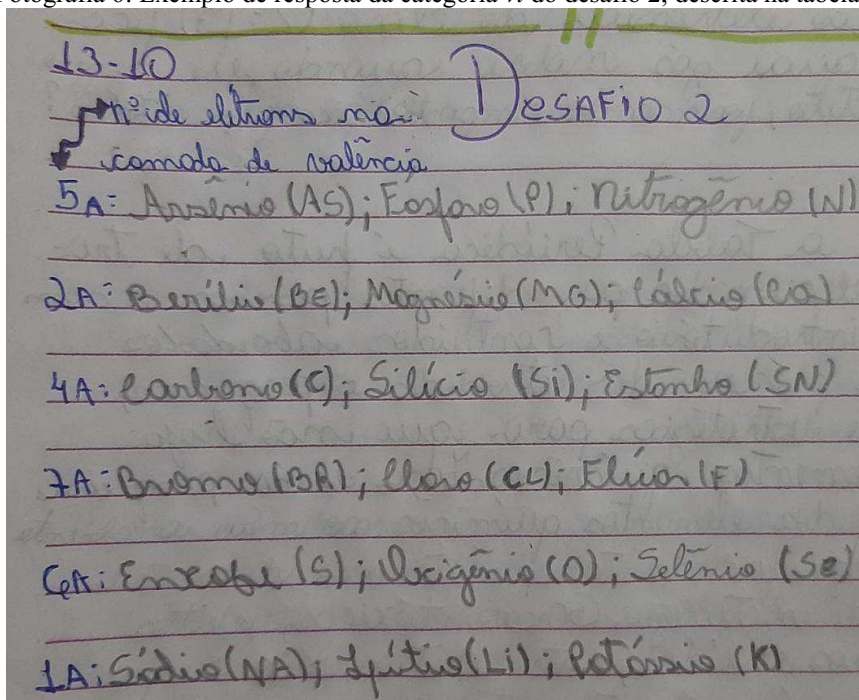 Fotografia 6: Exemplo de resposta da categoria do desafio 2, descrita na tabela
13-10
DESAFiO 2
nº de elétrons na
camada de valência
5A: Arsênio (AS); Fosforo (P); Nitrogênio (N)
2A: Berílio (BE); Magnésio (MG); Cálcio (CA)
4A: Carbono (C); Silício (Si); Estanho (SN)
7A: Bromo (BR); Cloro (CL); Flúor (F)
6A: Enxofre (S); Oxigênio (O); Selênio (Se)
1A: Sódio (NA); Lítio (Li); Potássio (K)